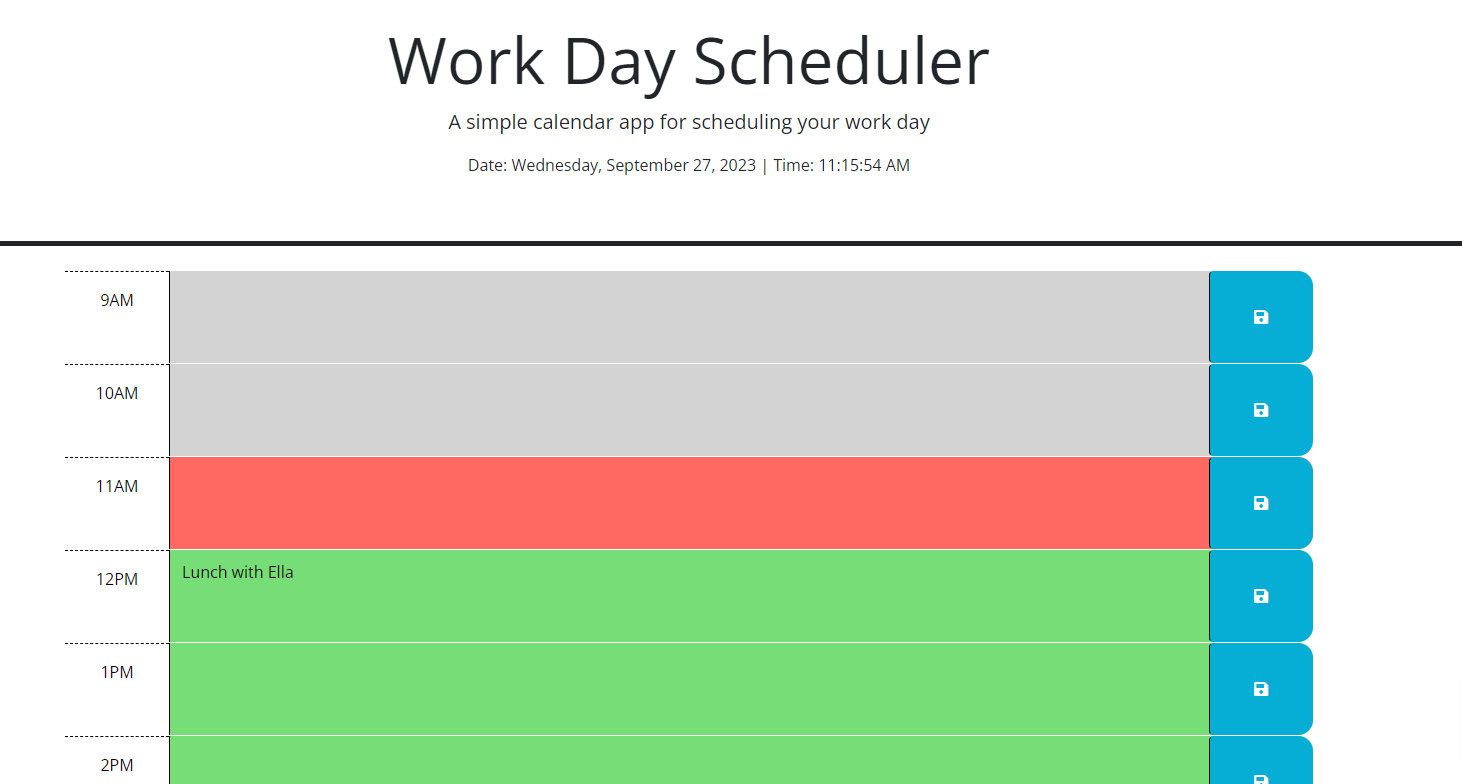 Work Day Scheduler
A simple calendar app for scheduling your work day
Date: Wednesday, September 27, 2023 | Time: 11:15:54 AM
9AM
10AM
11AM
12PM
Lunch with Ella
1PM
2PM